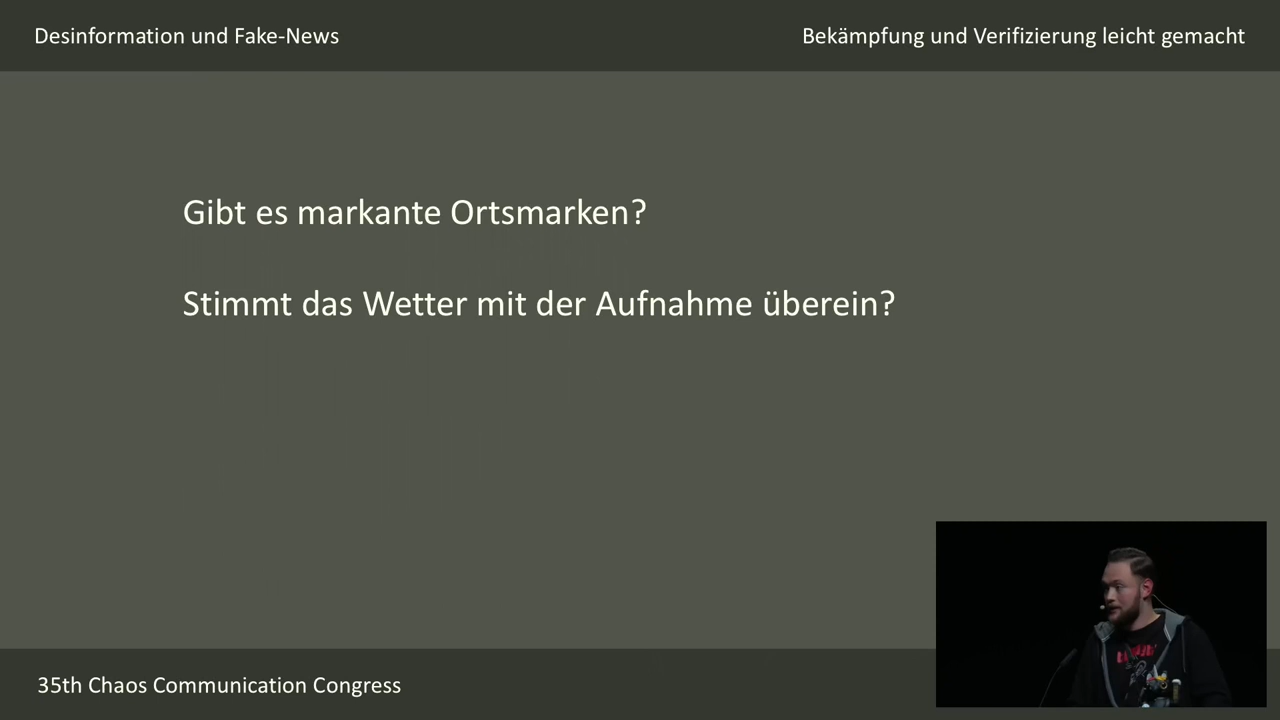 Desinformation und Fake-News
Bekämpfung und Verifizierung leicht gemacht
Gibt es markante Ortsmarken?
Stimmt das Wetter mit der Aufnahme überein?
35th Chaos Communication Congress